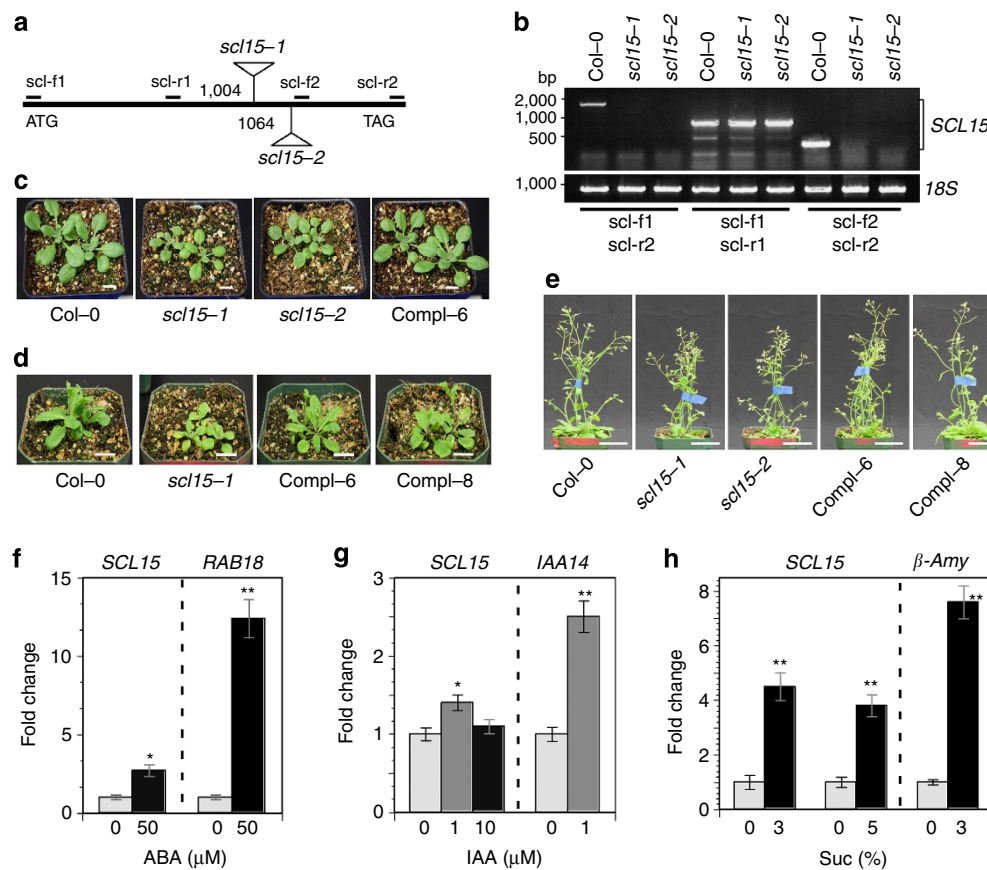 a
scl15–1
scl-f1
scl-r1
1,004
scl-f2
scl-r2
ATG
1064
TAG
scl15–2
b
Col–0
scl15–1
scl15–2
Col–0
scl15–1
scl15–2
Col–0
scl15–1
scl15–2
bp
2,000
1,000
500
SCL15
1,000
18S
scl-f1 scl-f1 scl-f2
scl-r2 scl-r1 scl-r2
c
Col–0 scl15–1 scl15–2 Compl–6
d
Col–0 scl15–1 Compl–6 Compl–8
e
Col–0
scl15–1
scl15–2
Compl–6
Compl–8
f
SCL15 RAB18
15
10
5
0
Fold change
*
**
0 50 0 50
ABA (μM)
g
SCL15 IAA14
3
2
1
0
Fold change
*
**
0 1 10 0 1
IAA (μM)
h
SCL15 β-Amy
8
6
4
2
0
Fold change
**
**
**
0 3 0 5 0 3
Suc (%)